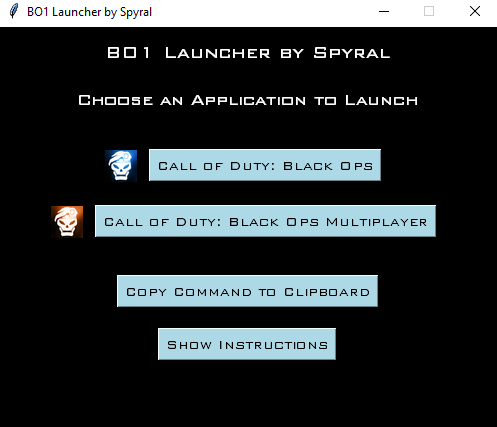 BO1 Launcher by Spyral
BO1 Launcher by Spyral
Choose an Application to Launch
Call of Duty: Black Ops
Call of Duty: Black Ops Multiplayer
Copy Command to Clipboard
Show Instructions